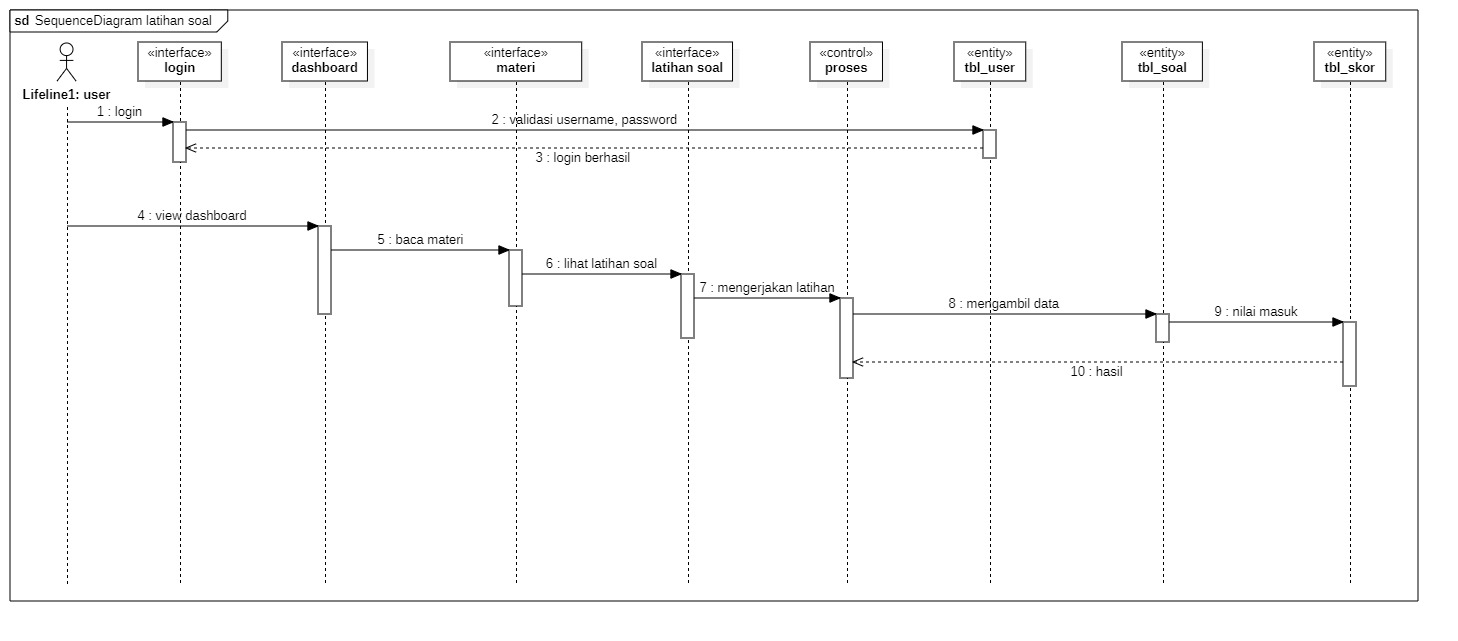 sd SequenceDiagram latihan soal
Lifeline1: user
«interface»
login
«interface»
dashboard
«interface»
materi
«interface»
latihan soal
«control»
proses
«entity»
tbl_user
«entity»
tbl_soal
«entity»
tbl_skor
1 : login
2 : validasi username, password
3 : login berhasil
4 : view dashboard
5 : baca materi
6 : lihat latihan soal
7 : mengerjakan latihan
8 : mengambil data
9 : nilai masuk
10 : hasil